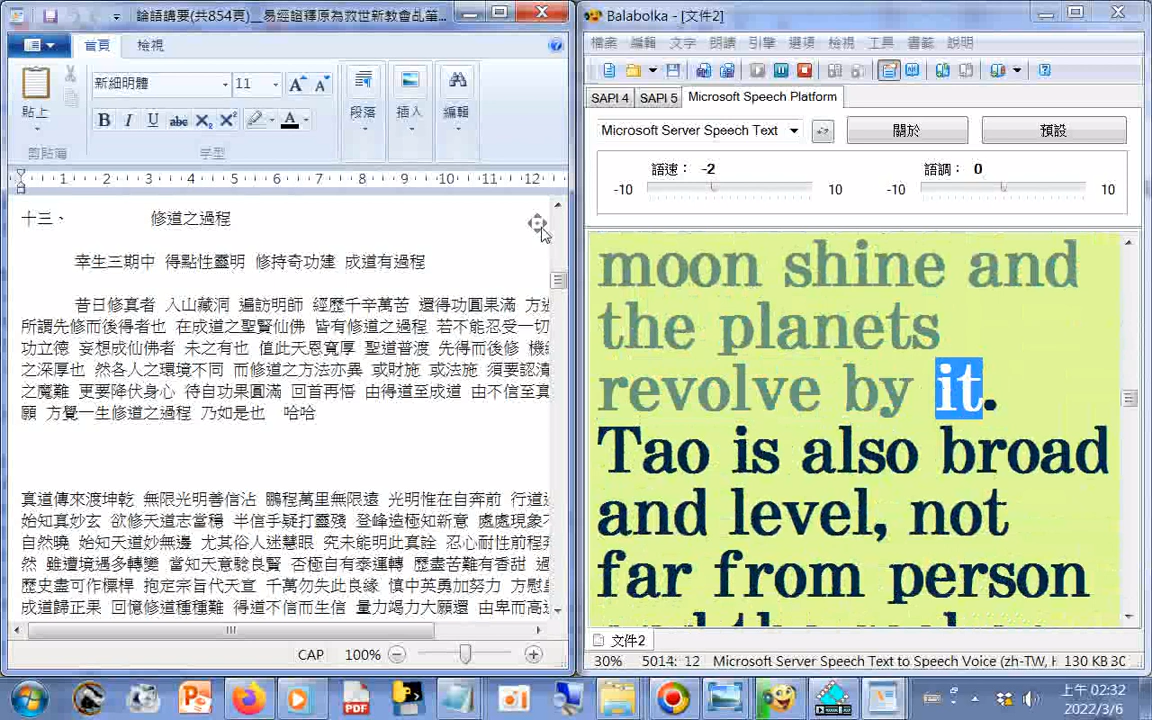 論語講要(共854頁)__易經證釋原為救世新教會乩筆...
首頁
檢視
新細明體
11
貼上
段落
插入
編輯
剪貼簿
字型
1 2 3 4 5 6 7 8 9 10 11 12
十三、 修道之過程
幸生三期中 得點性靈明 修持奇功建 成道有過程
昔日修真者 入山藏洞 遍訪明師 經歷千辛萬苦 還得功圓果滿 方
所謂先修而後得者也 在成道之聖賢仙佛 皆有修道之過程 若不能忍受一切
功立德 妄想成仙佛者 未之有也 值此天恩寬厚 聖道普渡 先得而後修 機
之深厚也 然各人之環境不同 而修道之方法亦異 或財施 或法施 須要認
之魔難 更要降伏身心 待自功果圓滿 回首再悟 由得道至成道 由不信至真
願 方覺一生修道之過程 乃如是也 哈哈
真道傳來渡坤乾 無限光明善信沾 鵬程萬里無限遠 光明惟在自奔前 行道
始知真妙玄 欲修天道志當穩 半信乎疑打靈殘 登峰造極知新意 處處現象
自然曉 始知天道妙無邊 尤其俗人迷慧眼 究未能明此真詮 忍心耐性前程
然 雖遭境遇多轉變 當知天意驗良賢 否極自有泰運轉 歷盡苦難有香甜
歷史盡可作標桿 抱定宗旨代天宣 千萬勿失此良緣 慎中英勇加努力 方慰
成道歸正果 回憶修道種種難 得道不信而生信 量力竭力大願還 由卑而高
CAP 100%
Balabolka - [文件2]
檔案 編輯 文字 朗讀 引擎 選項 檢視 工具 書籤 說明
SAPI 4 SAPI 5 Microsoft Speech Platform
Microsoft Server Speech Text
關於
預設
語速： -2
語調： 0
-10 10 -10 10
moon shine and
the planets
revolve by it.
Tao is also broad
and level, not
far from person
文件2
30% 5014: 12 Microsoft Server Speech Text to Speech Voice (zh-TW, H 130 KB 30
上午 02:32
2022/3/6